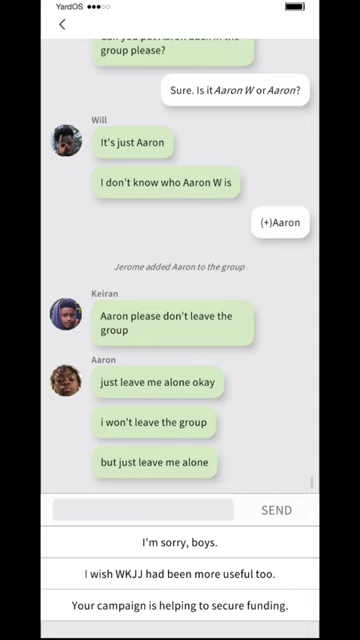 YardOS
group please?
Sure. Is it Aaron W or Aaron?
Will
It's just Aaron
I don't know who Aaron W is
(+)Aaron
Jerome added Aaron to the group
Keiran
Aaron please don't leave the
group
Aaron
just leave me alone okay
i won't leave the group
but just leave me alone
SEND
I'm sorry, boys.
I wish WKJJ had been more useful too.
Your campaign is helping to secure funding.